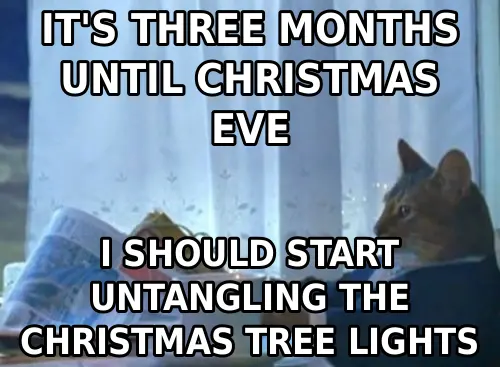 IT'S THREE MONTHS
UNTIL CHRISTMAS
EVE
I SHOULD START
UNTANGLING THE
CHRISTMAS TREE LIGHTS